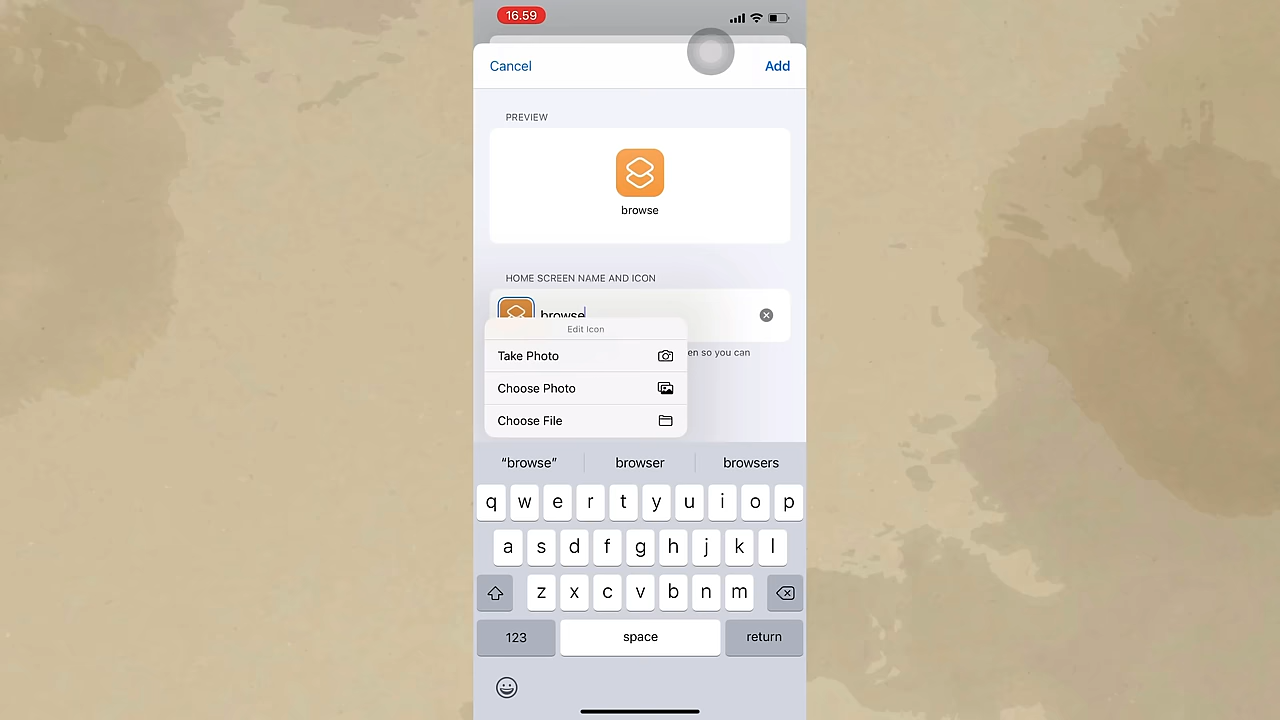 16.59
Cancel
Add
PREVIEW
browse
HOME SCREEN NAME AND ICON
browse
Edit Icon
so you can
Take Photo
Choose Photo
Choose File
“browse” browser browsers
q w e r t y u i o p
a s d f g h j k l
z x c v b n m
123 space return